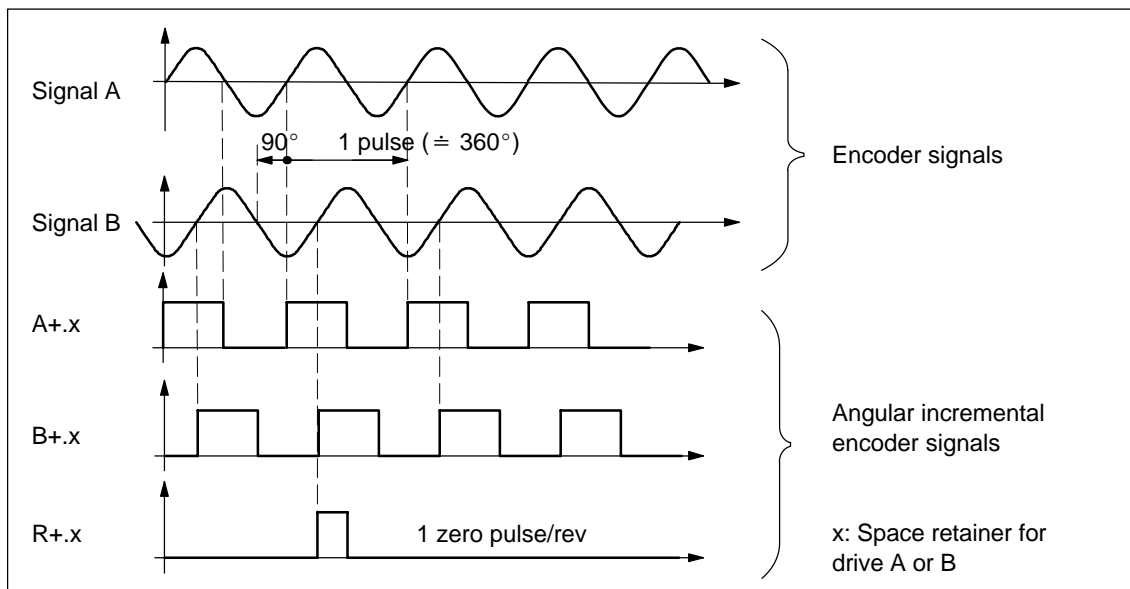 Signal A
90° 1 pulse (≐ 360°)
Encoder signals
Signal B
A+.x
B+.x
Angular incremental
encoder signals
R+.x
1 zero pulse/rev
x: Space retainer for
drive A or B